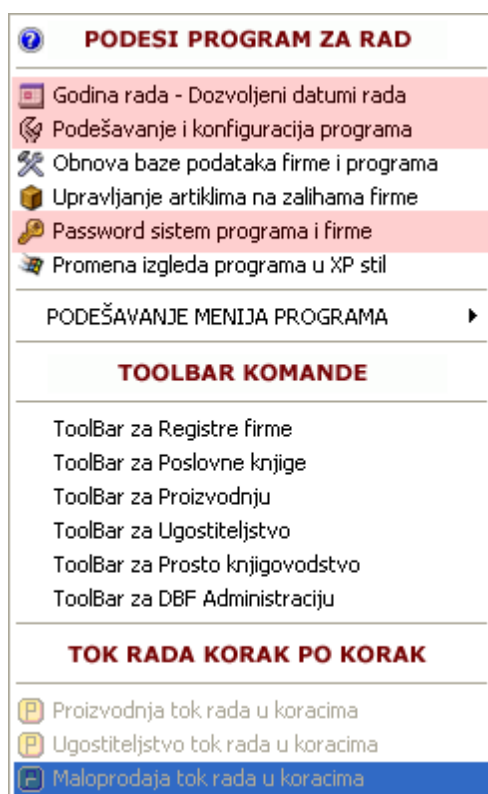 PODESI PROGRAM ZA RAD
Godina rada - Dozvoljeni datumi rada
Podešavanje i konfiguracija programa
Obnova baze podataka firme i programa
Upravljanje artiklima na zalihama firme
Password sistem programa i firme
Promena izgleda programa u XP stil
PODEŠAVANJE MENIJA PROGRAMA
TOOLBAR KOMANDE
ToolBar za Registre firme
ToolBar za Poslovne knjige
ToolBar za Proizvodnju
ToolBar za Ugostiteljstvo
ToolBar za Prosto knjigovodstvo
ToolBar za DBF Administraciju
TOK RADA KORAK PO KORAK
P Proizvodnja tok rada u koracima
P Ugostiteljstvo tok rada u koracima
P Maloprodaja tok rada u koracima